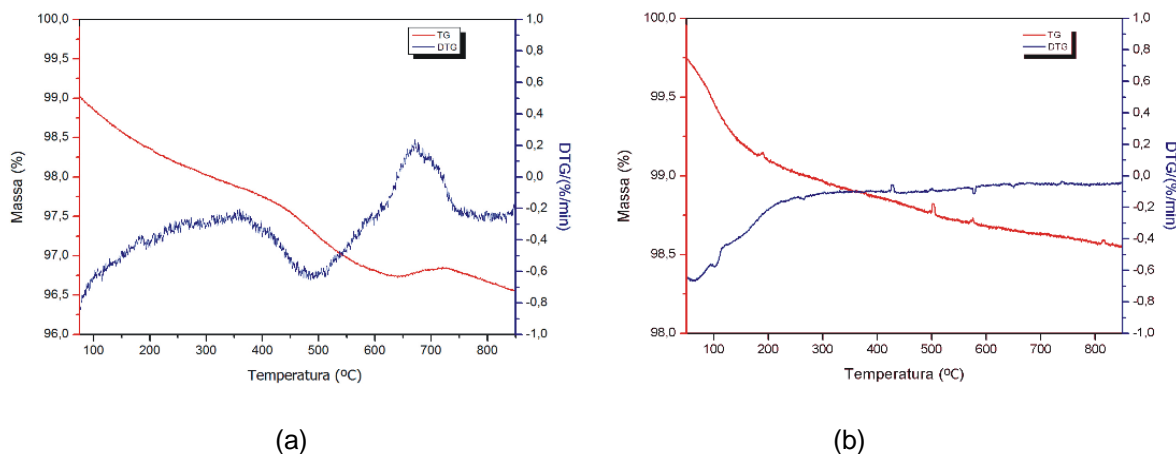 100,0
99,5
99,0
98,5
98,0
97,5
97,0
96,5
96,0
Massa (%)
1,0
0,8
0,6
0,4
0,2
0,0
-0,2
-0,4
-0,6
-0,8
-1,0
DTG/(%/min)
TG
DTG
100 200 300 400 500 600 700 800
Temperatura (ºC)
(a)
100.0
99,5
99,0
98,5
98,0
Massa (%)
1,0
0,8
0,6
0,4
0,2
0,0
-0,2
-0,4
-0,6
-0,8
-1,0
DTG/(%/min)
TG
DTG
100 200 300 400 500 600 700 800
Temperatura (ºC)
(b)